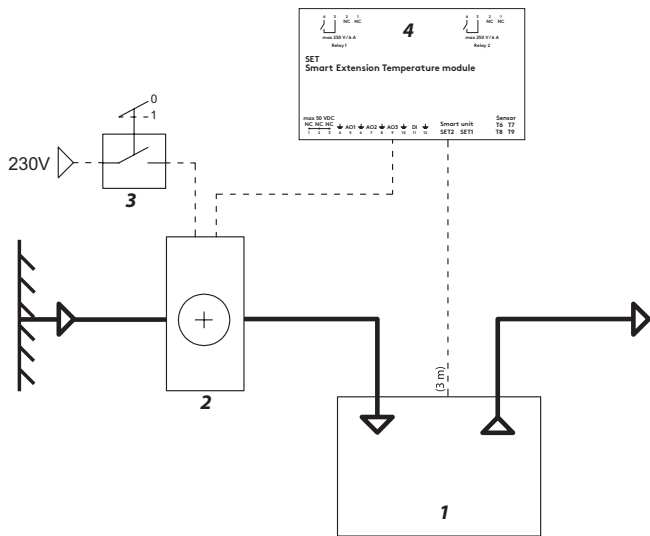 4 3 2 1 4 3 2 1
NC NC NC NC
max 250 V/6 A max 250 V/6 A
Relay 1 Relay 2
4
SET
Smart Extension Temperature module
max 50 VDC Smart unit Sensor
NC NC NC AO1 AO2 AO3 DI SET2 SET1 T6 T7
1 2 3 4 5 6 7 8 9 10 11 12 T8 T9
0
1
230V
3
2
(3 m)
1